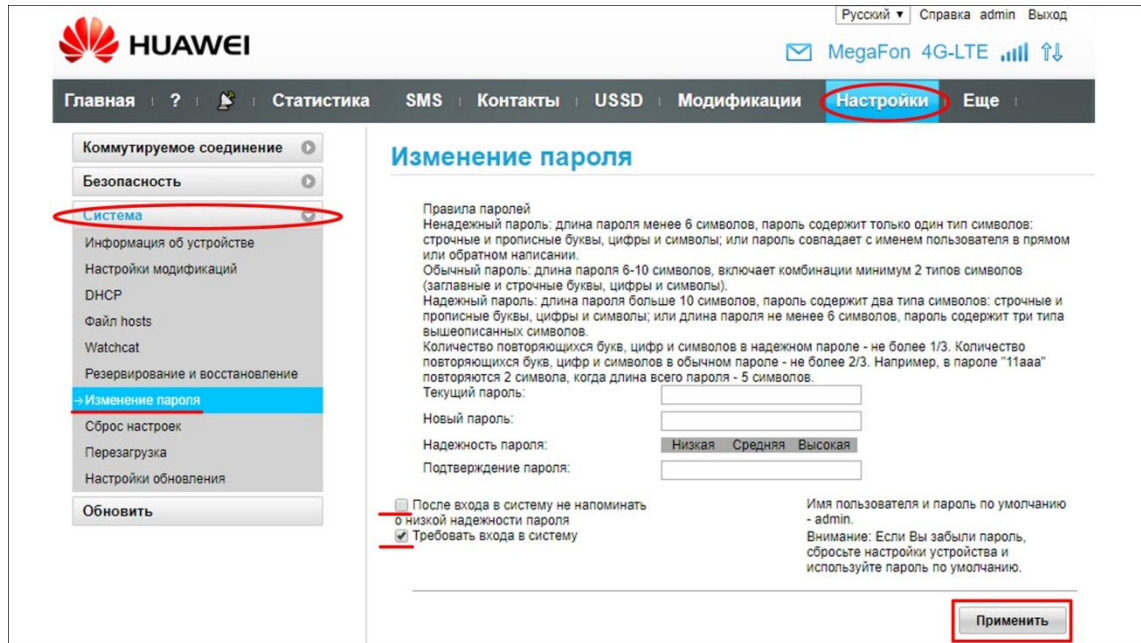 Русский ▼ Справка admin Выход
HUAWEI
MegaFon 4G-LTE
Главная ? Статистика SMS Контакты USSD Модификации Настройки Еще
Коммутируемое соединение
Безопасность
Система
Информация об устройстве
Настройки модификаций
DHCP
Файл hosts
Watchcat
Резервирование и восстановление
→Изменение пароля
Сброс настроек
Перезагрузка
Настройки обновления
Обновить
Изменение пароля
Правила паролей
Ненадежный пароль: длина пароля менее 6 символов, пароль содержит только один тип символов:
строчные и прописные буквы, цифры и символы; или пароль совпадает с именем пользователя в прямом
или обратном написании.
Обычный пароль: длина пароля 6-10 символов, включает комбинации минимум 2 типов символов
(заглавные и строчные буквы, цифры и символы).
Надежный пароль: длина пароля больше 10 символов, пароль содержит два типа символов: строчные и
прописные буквы, цифры и символы; или длина пароля не менее 6 символов, пароль содержит три типа
вышеописанных символов.
Количество повторяющихся букв, цифр и символов в надежном пароле - не более 1/3. Количество
повторяющихся букв, цифр и символов в обычном пароле - не более 2/3. Например, в пароле "11aaa"
повторяются 2 символа, когда длина всего пароля - 5 символов.
Текущий пароль:
Новый пароль:
Надежность пароля: Низкая Средняя Высокая
Подтверждение пароля:
После входа в систему не напоминать
о низкой надежности пароля
Требовать входа в систему
Имя пользователя и пароль по умолчанию
- admin.
Внимание: Если Вы забыли пароль,
сбросьте настройки устройства и
используйте пароль по умолчанию.
Применить